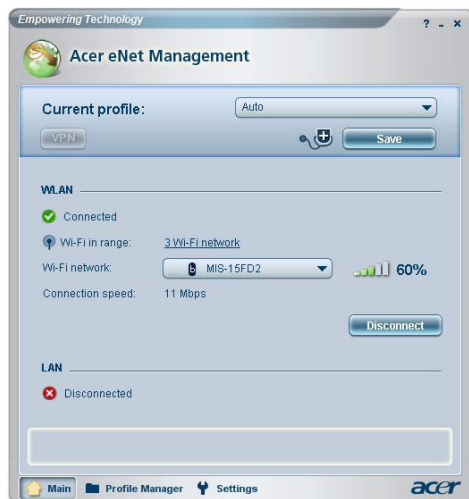 Empowering Technology
? - ×
Acer eNet Management
Current profile: Auto
VPN Save
WLAN
Connected
Wi-Fi in range: 3 Wi-Fi network
Wi-Fi network: b MIS-15FD2 60%
Connection speed: 11 Mbps
Disconnect
LAN
Disconnected
Main Profile Manager Settings acer